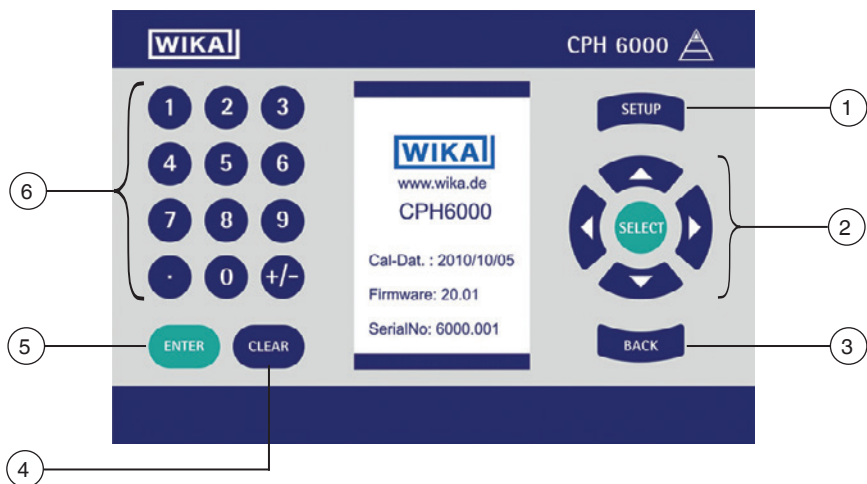 WIKA
CPH 6000
1 2 3
4 5 6
7 8 9
. 0 +/-
ENTER CLEAR
WIKA
www.wika.de
CPH6000
Cal-Dat. : 2010/10/05
Firmware: 20.01
SerialNo: 6000.001
SETUP
SELECT
BACK
1
2
3
4
5
6